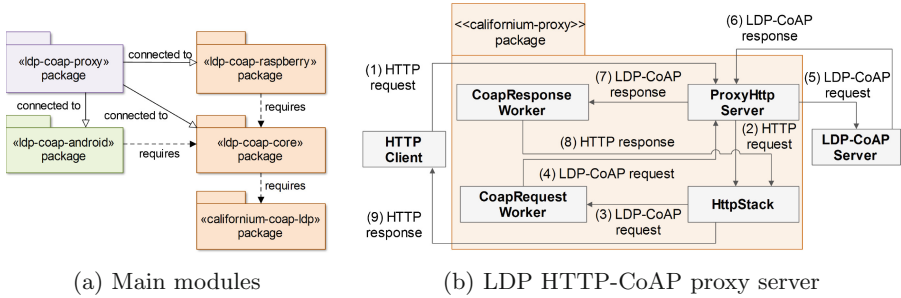 «ldp-coap-proxy»
package
connected to
«ldp-coap-raspberry»
package
connected to
connected to
requires
«ldp-coap-android»
package
requires
«ldp-coap-core»
package
requires
«californium-coap-ldp»
package
(a) Main modules
<<californium-proxy>>
package
(6) LDP-CoAP
response
(1) HTTP
request
(7) LDP-CoAP
response
(5) LDP-CoAP
request
CoapResponse
Worker
ProxyHttp
Server
(2) HTTP
request
HTTP
Client
(8) HTTP response
LDP-CoAP
Server
(4) LDP-CoAP request
CoapRequest
Worker
(3) LDP-CoAP
request
HttpStack
(9) HTTP
response
(b) LDP HTTP-CoAP proxy server